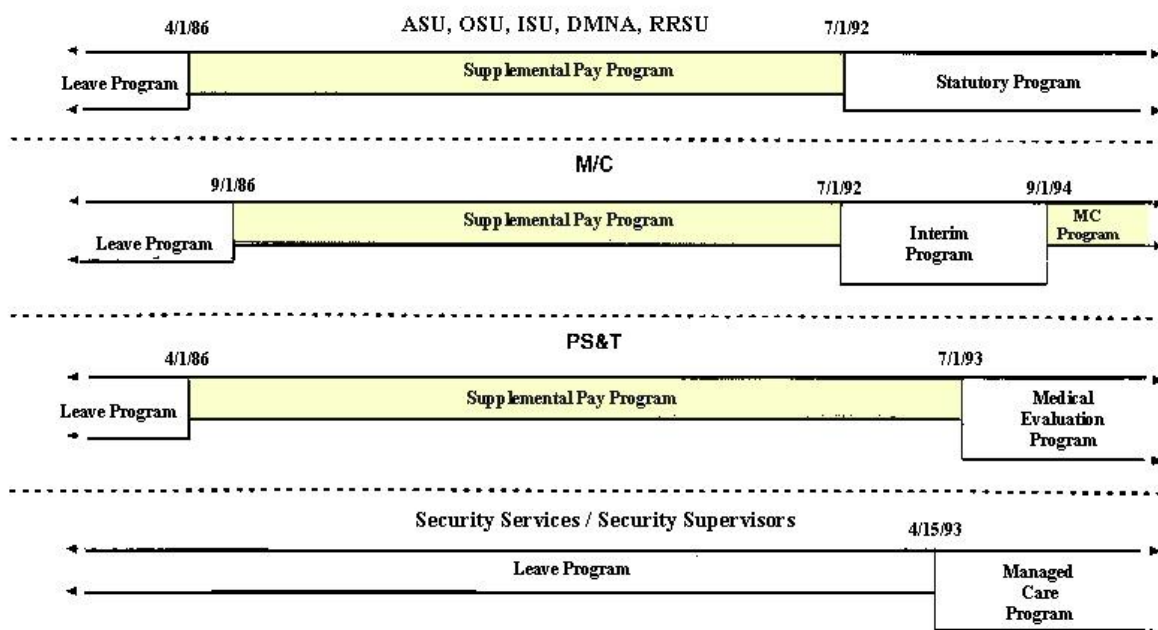 ASU, OSU, ISU, DMNA, RRSU
4/1/86
7/1/92
Leave Program
Supplemental Pay Program
Statutory Program
M/C
9/1/86
7/1/92
9/1/94
Leave Program
Supplemental Pay Program
Interim
Program
MC
Program
PS&T
4/1/86
7/1/93
Leave Program
Supplemental Pay Program
Medical
Evaluation
Program
Security Services / Security Supervisors
4/15/93
Leave Program
Managed
Care
Program